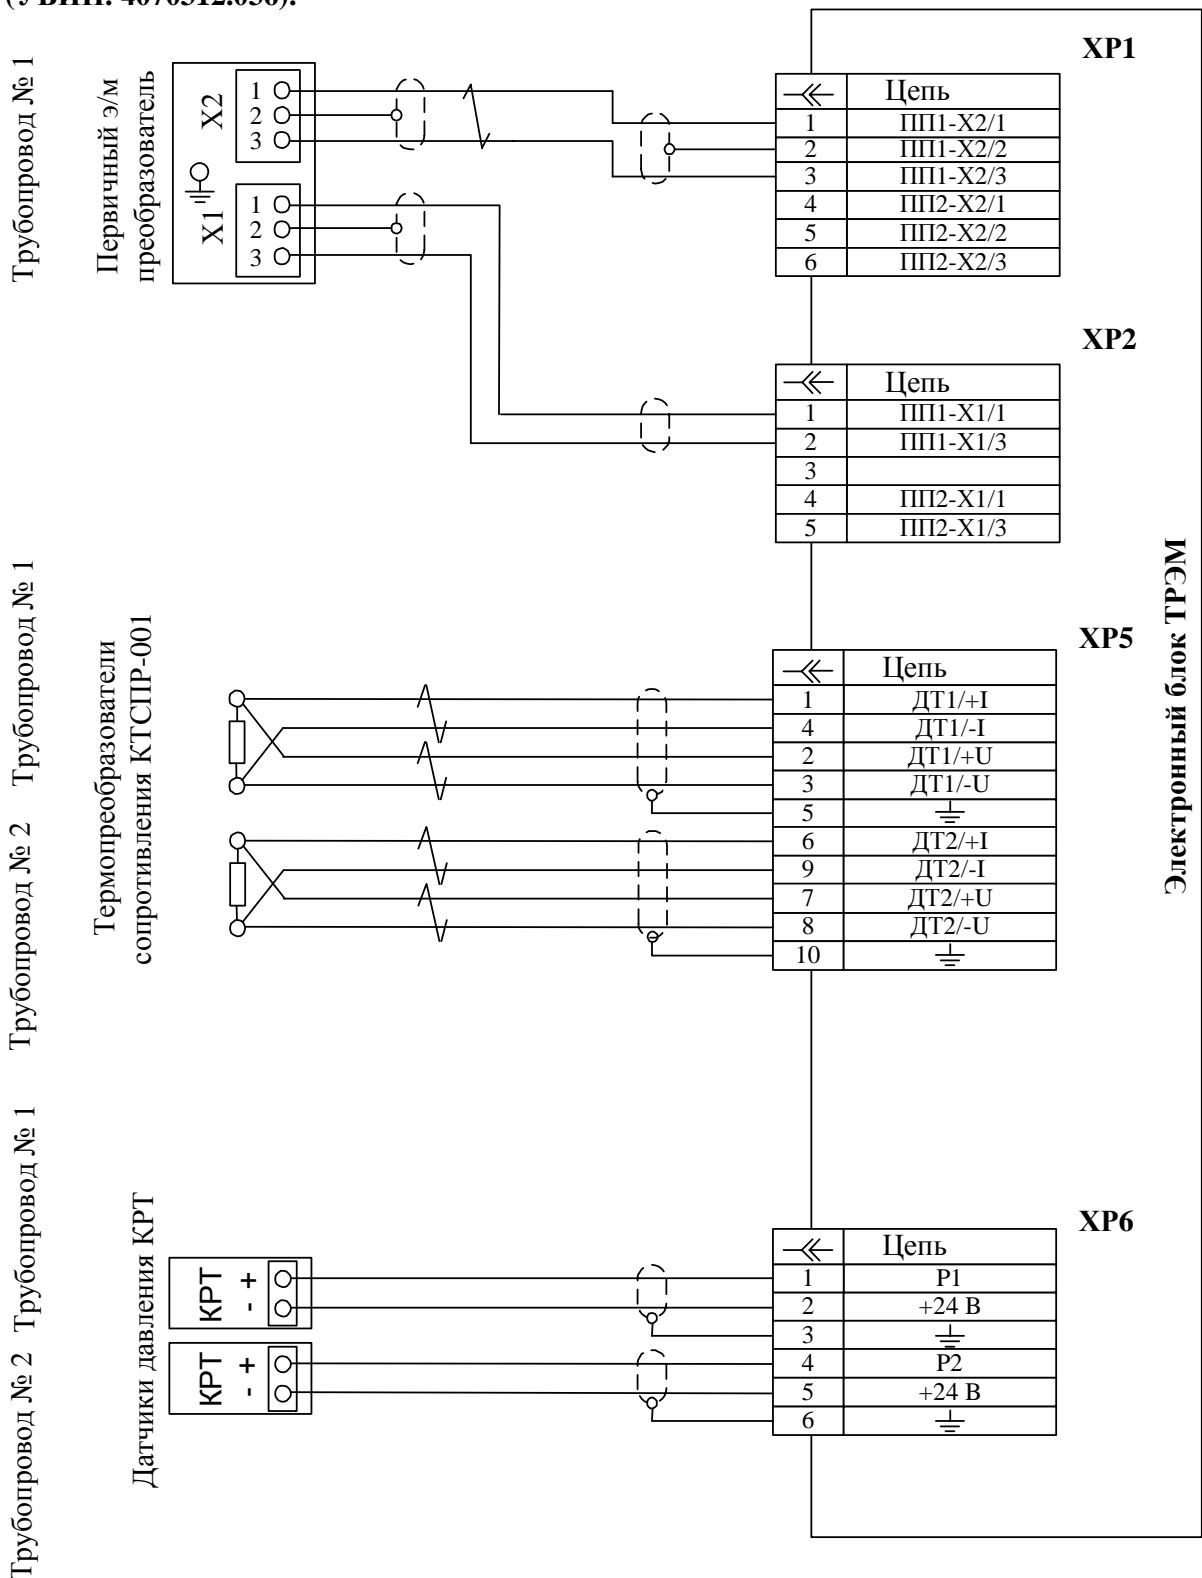 XP1
Цепь
1 ПП1-X2/1
2 ПП1-X2/2
3 ПП1-X2/3
4 ПП2-X2/1
5 ПП2-X2/2
6 ПП2-X2/3
Трубопровод № 1
Первичный э/м
преобразователь
X2
1
2
3
X1
1
2
3
XP2
Цепь
1 ПП1-X1/1
2 ПП1-X1/3
3
4 ПП2-X1/1
5 ПП2-X1/3
Электронный блок ТРЭМ
XP5
Цепь
1 ДТ1/+I
4 ДТ1/-I
2 ДТ1/+U
3 ДТ1/-U
5
6 ДТ2/+I
9 ДТ2/-I
7 ДТ2/+U
8 ДТ2/-U
10
Трубопровод № 1
Трубопровод № 2
Термопреобразователи
сопротивления КТСПР-001
XP6
Цепь
1 P1
2 +24 В
3
4 P2
5 +24 В
6
Трубопровод № 1
Трубопровод № 2
Датчики давления КРТ
КРТ
- +
КРТ
- +